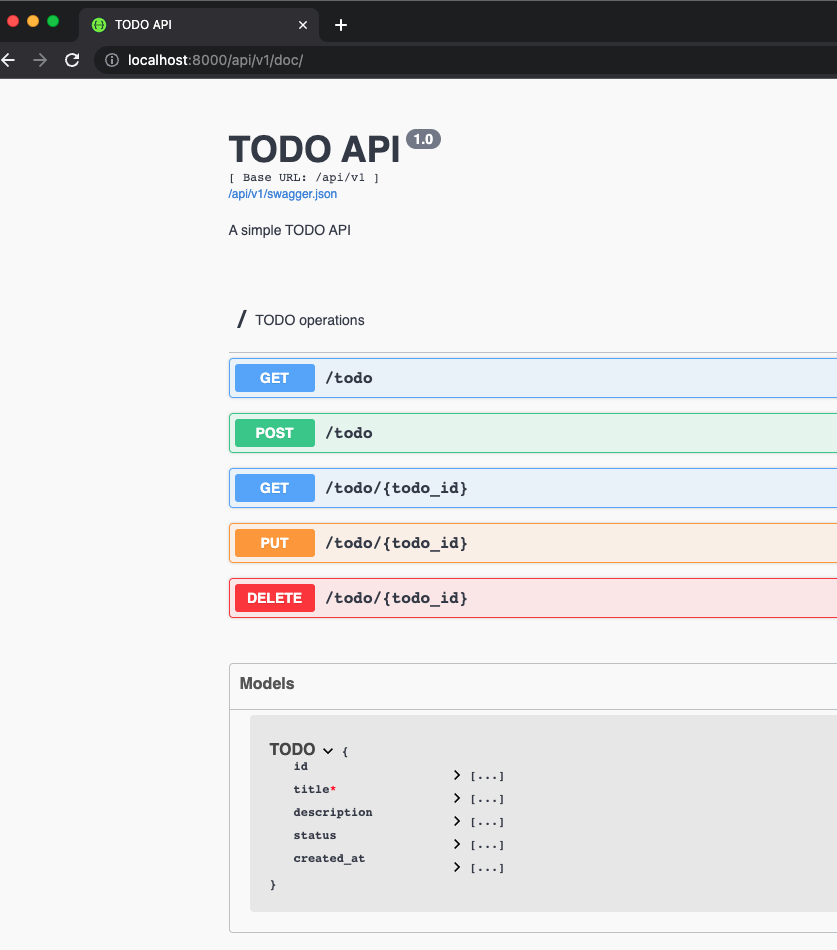 TODO API
localhost:8000/api/v1/doc/
TODO API 1.0
[ Base URL: /api/v1 ]
/api/v1/swagger.json
A simple TODO API
/ TODO operations
GET /todo
POST /todo
GET /todo/{todo_id}
PUT /todo/{todo_id}
DELETE /todo/{todo_id}
Models
TODO {
id [...]
title* [...]
description [...]
status [...]
created_at [...]
}